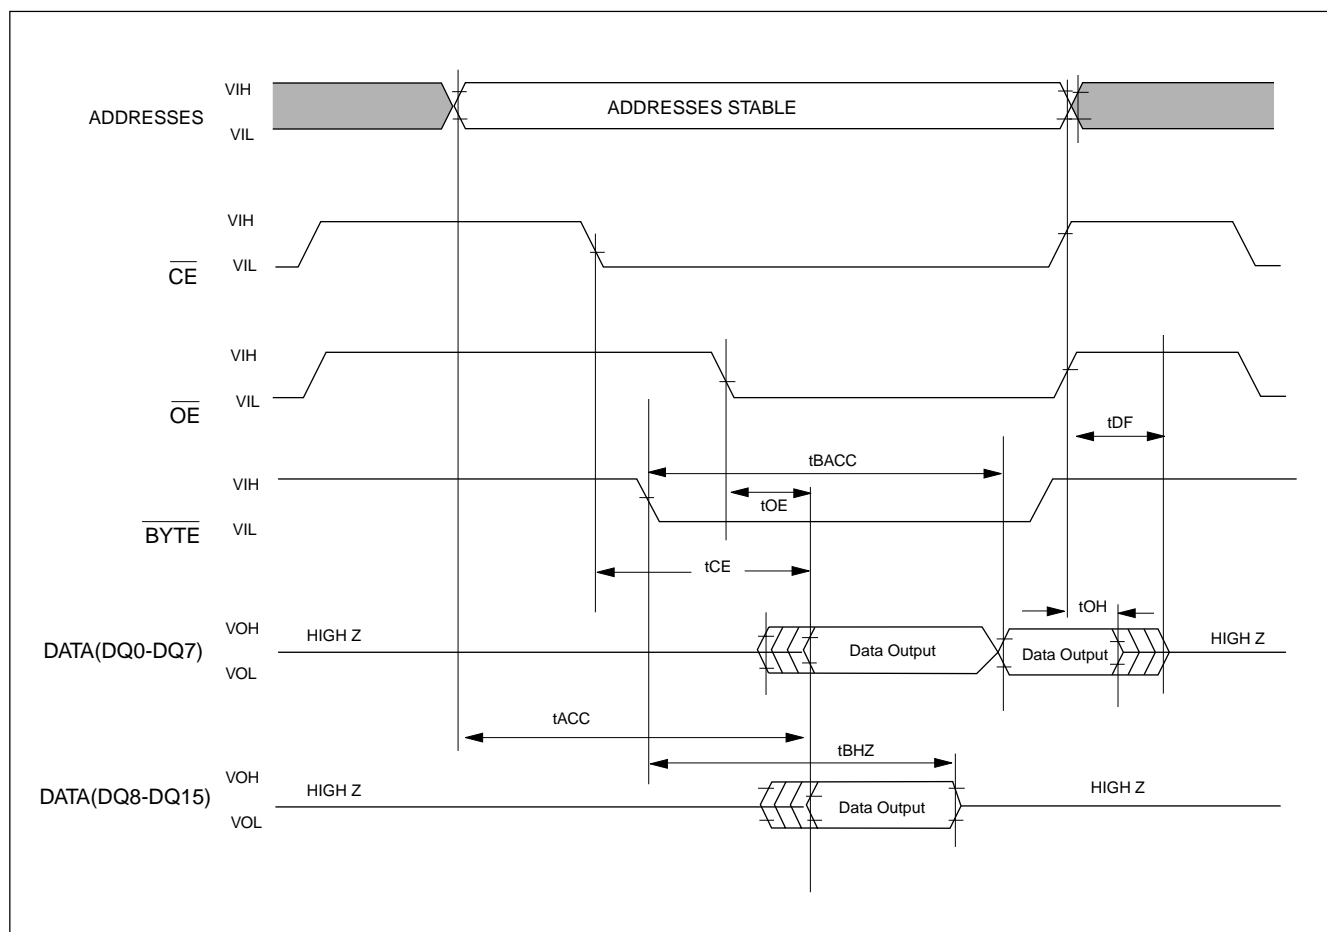 VIH
ADDRESSES
ADDRESSES STABLE
VIL
VIH
CE
VIL
VIH
OE
VIL
tDF
tBACC
VIH
tOE
BYTE
VIL
tCE
tOH
VOH
DATA(DQ0-DQ7)
HIGH Z
Data Output
Data Output
HIGH Z
VOL
tACC
tBHZ
VOH
DATA(DQ8-DQ15)
HIGH Z
Data Output
HIGH Z
VOL